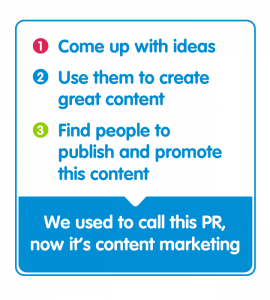 1 Come up with ideas
2 Use them to create
great content
3 Find people to
publish and promote
this content
We used to call this PR,
now it's content marketing